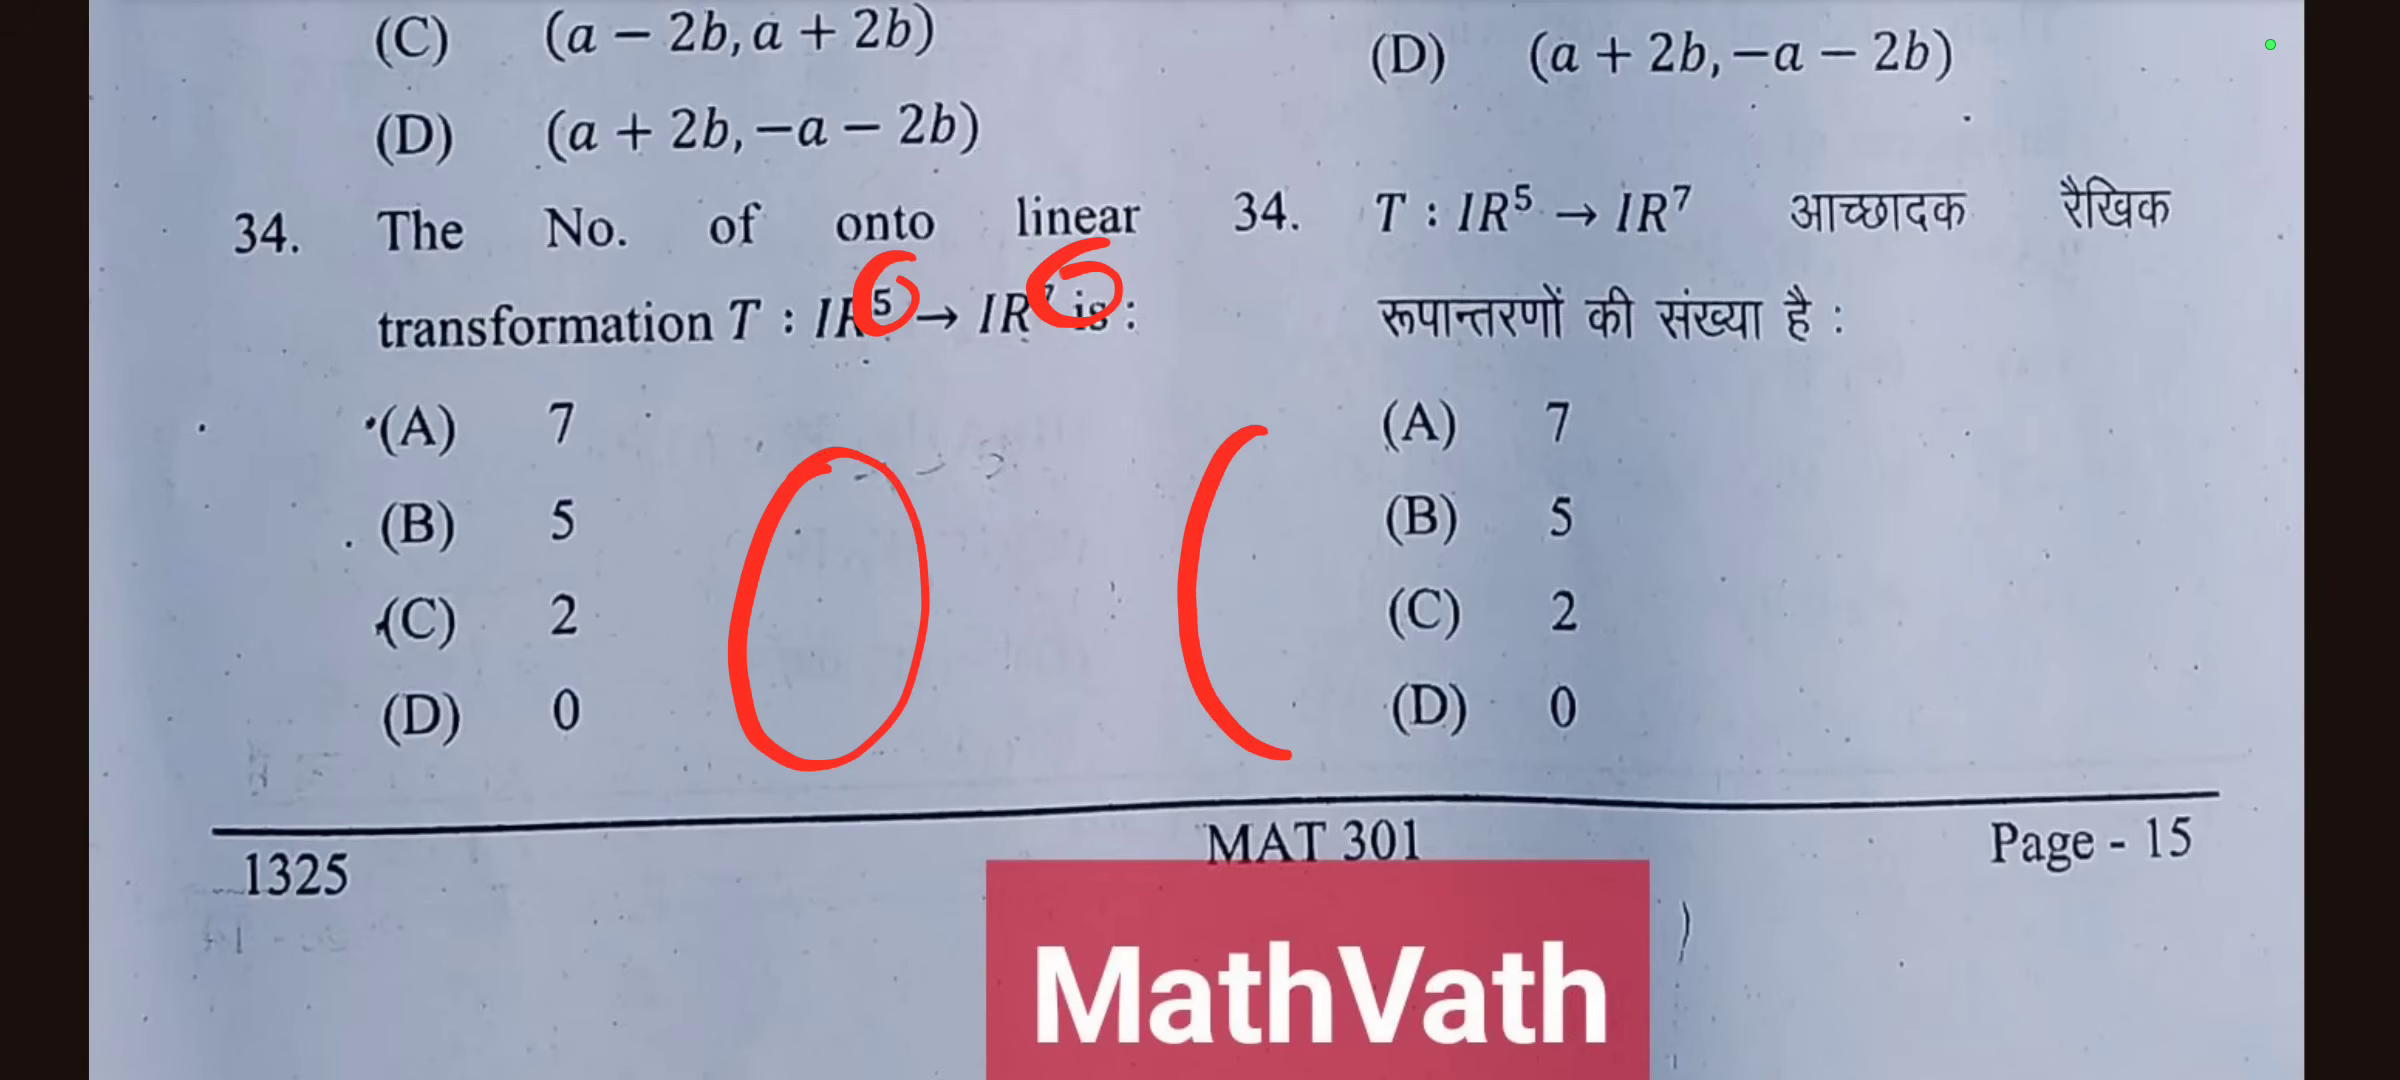 (C) (a − 2b, a + 2b)
(D) (a + 2b, −a − 2b)
34. The No. of onto linear
transformation T : IR⁵ → IR⁷ is :
(A) 7
(B) 5
(C) 2
(D) 0
(D) (a + 2b, −a − 2b)
34. T : IR⁵ → IR⁷ आच्छादक रैखिक
रूपान्तरणों की संख्या है :
(A) 7
(B) 5
(C) 2
(D) 0
1325 MAT 301 Page - 15
MathVath